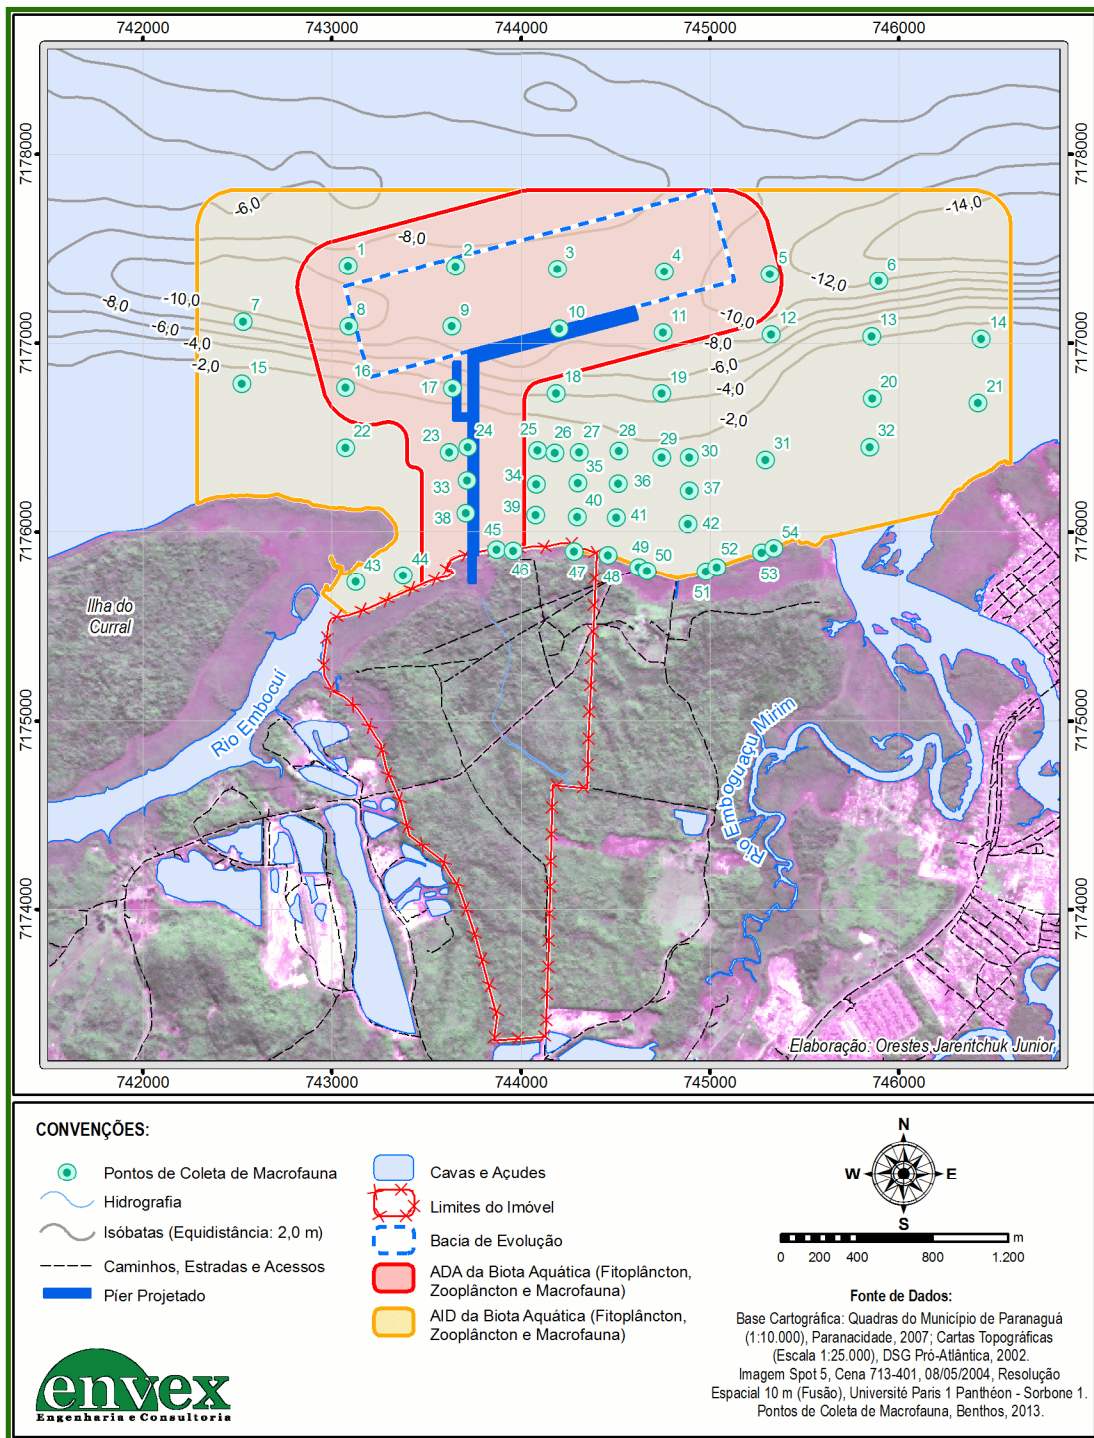 742000 743000 744000 745000 746000
7178000 7178000
-6,0 -8,0 -14,0
1 2 3 4 5 6
-12,0
-8,0 -10,0 7 8 9 10 -10,0 11 12 13 14
7177000 7177000
-6,0 -4,0 -2,0 -8,0 -6,0 -4,0 -2,0
15 16 17 18 19 20 21
22 23 24 25 26 27 28 29 30 31 32
33 34 35 36 37
38 39 40 41 42
7176000 7176000
43 44 45 46 47 48 49 50 51 52 53 54
Ilha do
Curral
Rio Embocuí
7175000 7175000
Rio Emboguaçu Mirim
7174000 7174000
Elaboração: Orestes Jarentchuk Junior
742000 743000 744000 745000 746000
CONVENÇÕES:
Pontos de Coleta de Macrofauna
Hidrografia
Isóbatas (Equidistância: 2,0 m)
Caminhos, Estradas e Acessos
Píer Projetado
Cavas e Açudes
Limites do Imóvel
Bacia de Evolução
ADA da Biota Aquática (Fitoplâncton,
Zooplâncton e Macrofauna)
AID da Biota Aquática (Fitoplâncton,
Zooplâncton e Macrofauna)
N
W E
S
m
0 200 400 800 1.200
Fonte de Dados:
Base Cartográfica: Quadras do Município de Paranaguá
(1:10.000), Paranacidade, 2007; Cartas Topográficas
(Escala 1:25.000), DSG Pró-Atlântica, 2002.
Imagem Spot 5, Cena 713-401, 08/05/2004, Resolução
Espacial 10 m (Fusão), Université Paris 1 Panthéon - Sorbone 1.
Pontos de Coleta de Macrofauna, Benthos, 2013.
envex
Engenharia e Consultoria